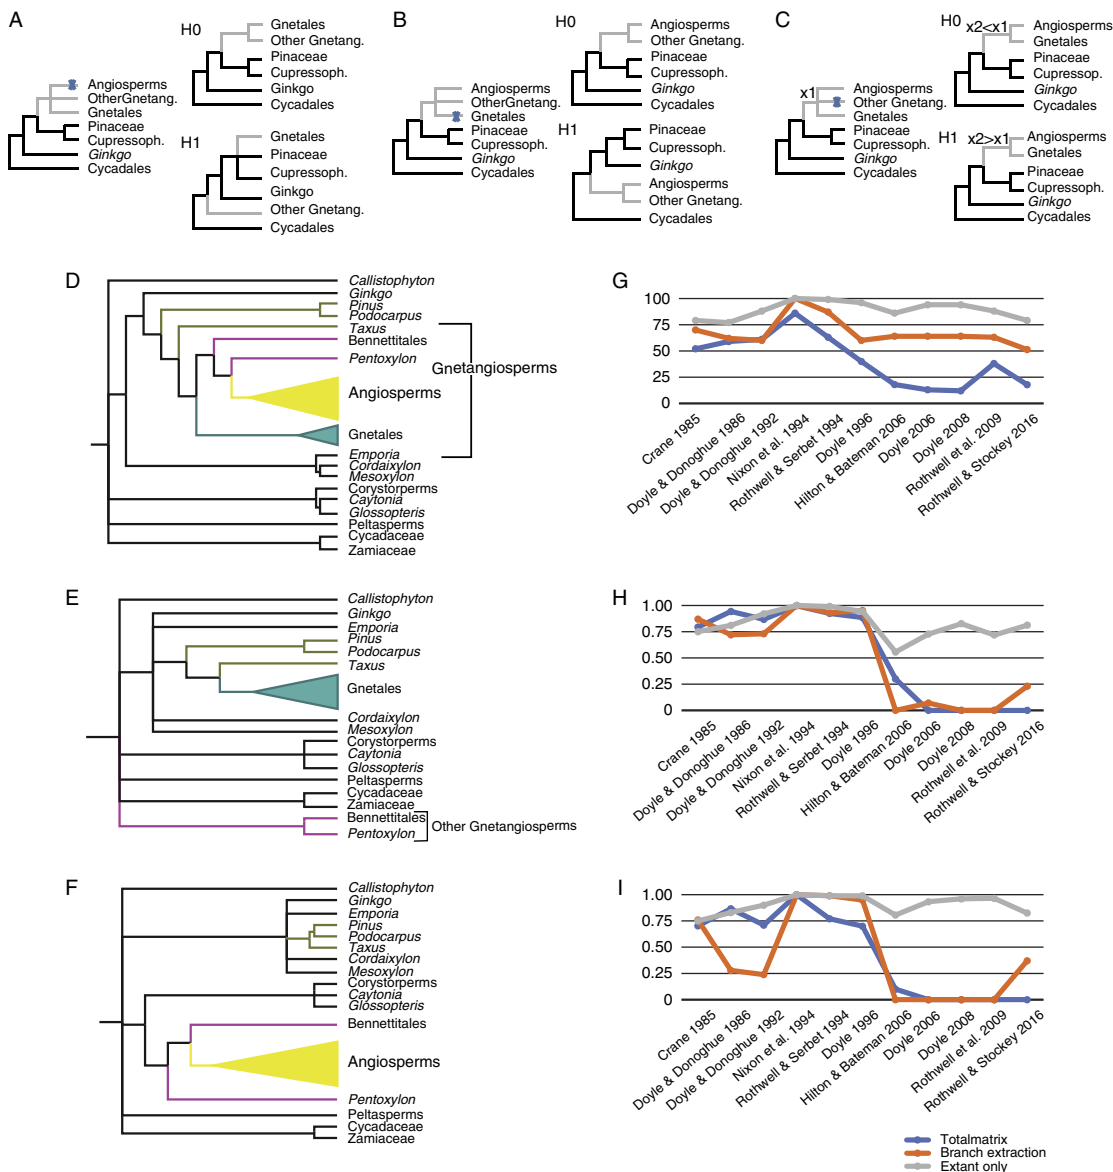 A
H0
Gnetales
Other Gnetang.
Pinaceae
Cupressoph.
Ginkgo
Cycadales
Angiosperms
OtherGnetang.
Gnetales
Pinaceae
Cupressoph.
Ginkgo
Cycadales
H1
Gnetales
Pinaceae
Cupressoph.
Ginkgo
Other Gnetang.
Cycadales
B
H0
Angiosperms
Other Gnetang.
Pinaceae
Cupressoph.
Ginkgo
Cycadales
Angiosperms
OtherGnetang.
Gnetales
Pinaceae
Cupressoph.
Ginkgo
Cycadales
H1
Pinaceae
Cupressoph.
Ginkgo
Angiosperms
Other Gnetang.
Cycadales
C
H0
x2<x1
Angiosperms
Gnetales
Pinaceae
Cupressop.
Ginkgo
Cycadales
x1
Angiosperms
Other Gnetang.
Gnetales
Pinaceae
Cupressoph.
Ginkgo
Cycadales
H1
x2>x1
Angiosperms
Gnetales
Pinaceae
Cupressoph.
Ginkgo
Cycadales
D
Callistophyton
Ginkgo
Pinus
Podocarpus
Taxus
Bennettitales
Pentoxylon
Gnetangiosperms
Angiosperms
Gnetales
Emporia
Cordaixylon
Mesoxylon
Corystorperms
Caytonia
Glossopteris
Peltasperms
Cycadaceae
Zamiaceae
G
100
75
50
25
0
Crane 1985
Doyle & Donoghue 1986
Doyle & Donoghue 1992
Nixon et al. 1994
Rothwell & Serbet 1994
Doyle 1996
Hilton & Bateman 2006
Doyle 2006
Doyle 2008
Rothwell et al. 2009
Rothwell & Stockey 2016
E
Callistophyton
Ginkgo
Emporia
Pinus
Podocarpus
Taxus
Gnetales
Cordaixylon
Mesoxylon
Corystorperms
Caytonia
Glossopteris
Peltasperms
Cycadaceae
Zamiaceae
Bennettitales
Pentoxylon
Other Gnetangiosperms
H
1.00
0.75
0.50
0.25
0
Crane 1985
Doyle & Donoghue 1986
Doyle & Donoghue 1992
Nixon et al. 1994
Rothwell & Serbet 1994
Doyle 1996
Hilton & Bateman 2006
Doyle 2006
Doyle 2008
Rothwell et al. 2009
Rothwell & Stockey 2016
F
Callistophyton
Ginkgo
Emporia
Pinus
Podocarpus
Taxus
Cordaixylon
Mesoxylon
Corystorperms
Caytonia
Glossopteris
Bennettitales
Angiosperms
Pentoxylon
Peltasperms
Cycadaceae
Zamiaceae
I
1.00
0.75
0.50
0.25
0
Crane 1985
Doyle & Donoghue 1986
Doyle & Donoghue 1992
Nixon et al. 1994
Rothwell & Serbet 1994
Doyle 1996
Hilton & Bateman 2006
Doyle 2006
Doyle 2008
Rothwell et al. 2009
Rothwell & Stockey 2016
Totalmatrix
Branch extraction
Extant only